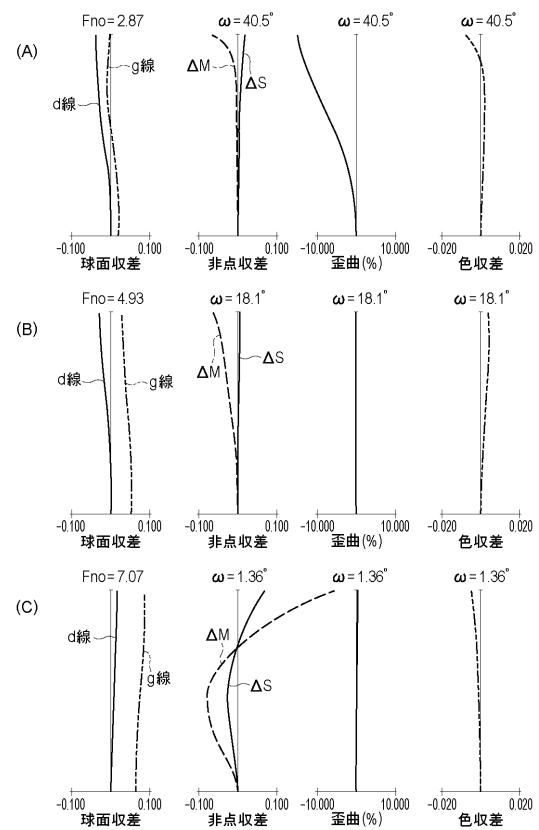 Fno=2.87 ω=40.5° ω=40.5° ω=40.5°
(A)
g線 ΔM
ΔS
d線
-0.100 0.100 -0.100 0.100 -10.000 10.000 -0.020 0.020
球面収差 非点収差 歪曲(%) 色収差
Fno=4.93 ω=18.1° ω=18.1° ω=18.1°
(B)
ΔS
ΔM
d線 g線
-0.100 0.100 -0.100 0.100 -10.000 10.000 -0.020 0.020
球面収差 非点収差 歪曲(%) 色収差
Fno=7.07 ω=1.36° ω=1.36° ω=1.36°
(C)
d線 ΔM
g線 ΔS
-0.100 0.100 -0.100 0.100 -10.000 10.000 -0.020 0.020
球面収差 非点収差 歪曲(%) 色収差